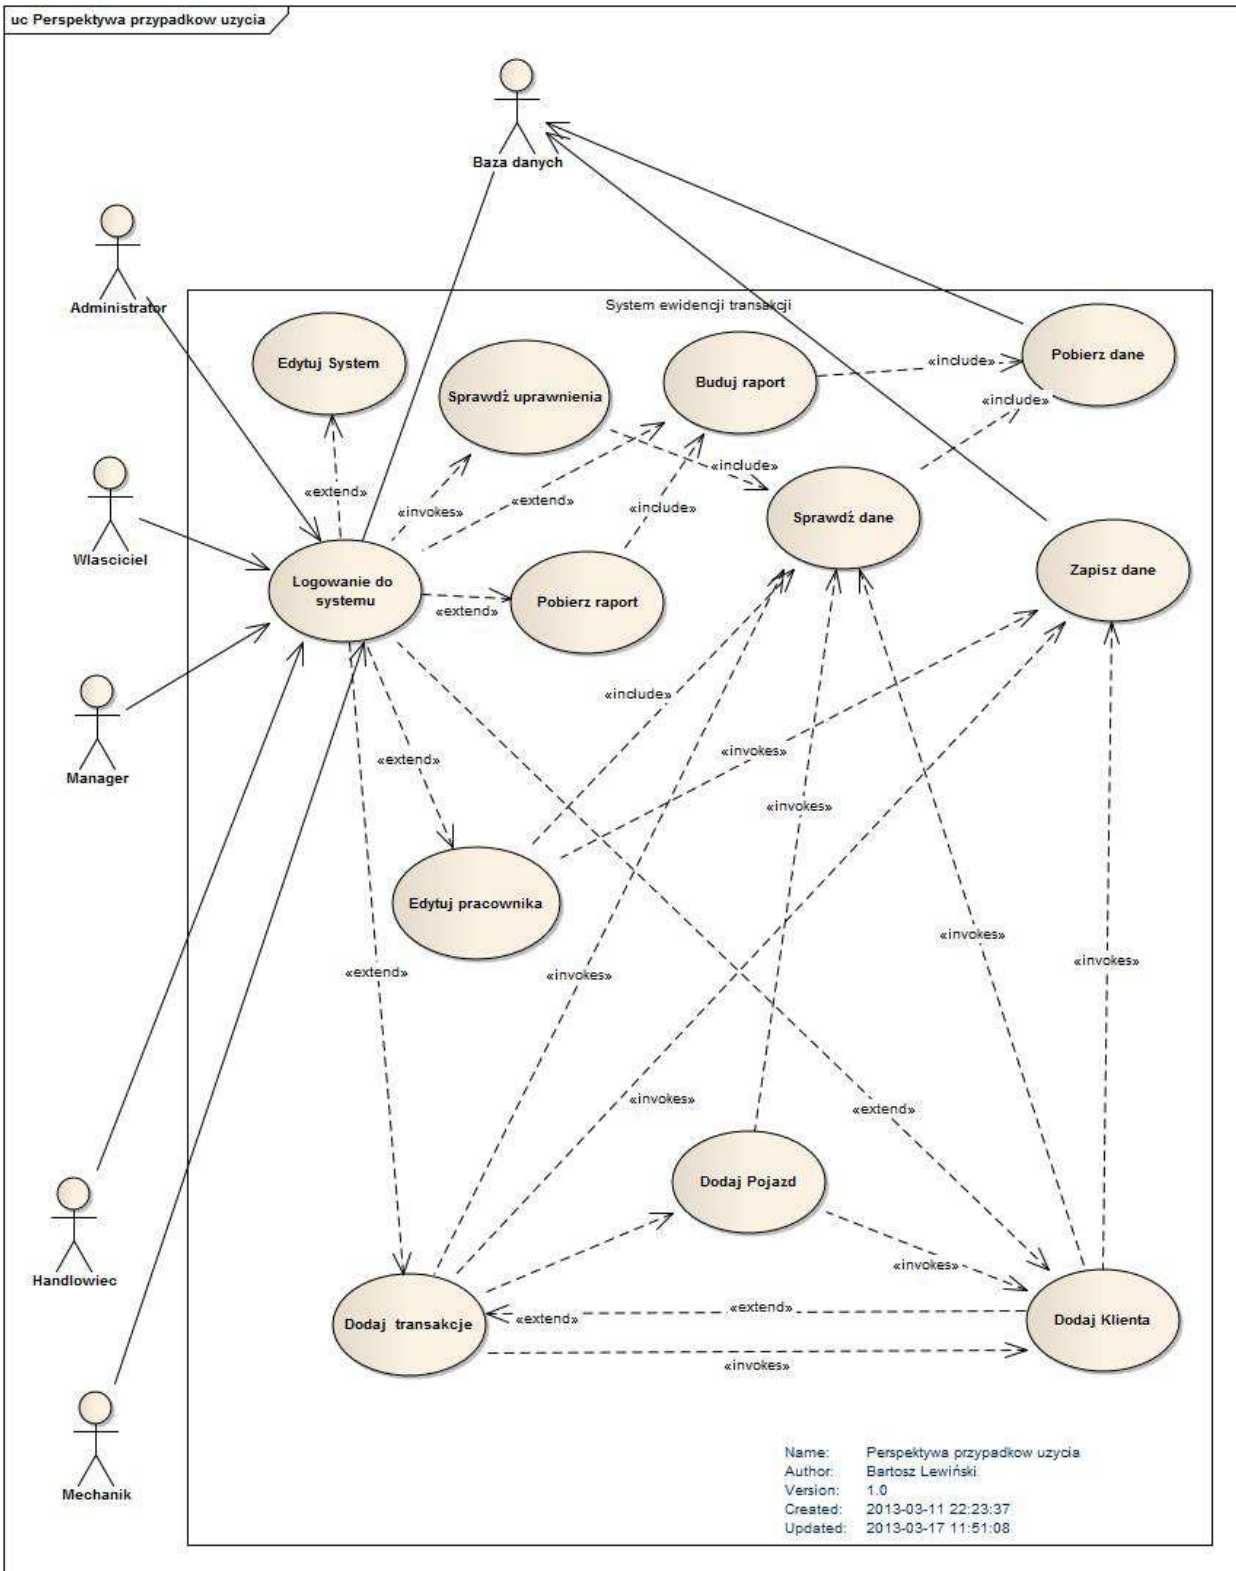 uc Perspektywa przypadkow uzycia
Baza danych
Administrator
System ewidencji transakcji
Edytuj System
Sprawdź uprawnienia
Buduj raport
«include»
Pobierz dane
«include»
«include»
«extend»
«invokes»
«extend»
«include»
Sprawdź dane
Wlasciciel
Logowanie do
systemu
«extend»
Pobierz raport
Zapisz dane
«include»
Manager
«extend»
«invokes»
«invokes»
Edytuj pracownika
«extend»
«invokes»
«invokes»
«invokes»
«invokes»
«extend»
Dodaj Pojazd
Handlowiec
«invokes»
«extend»
«extend»
Dodaj transakcje
Dodaj Klienta
«invokes»
Mechanik
Name: Perspektywa przypadkow uzycia
Author: Bartosz Lewiński
Version: 1.0
Created: 2013-03-11 22:23:37
Updated: 2013-03-17 11:51:08